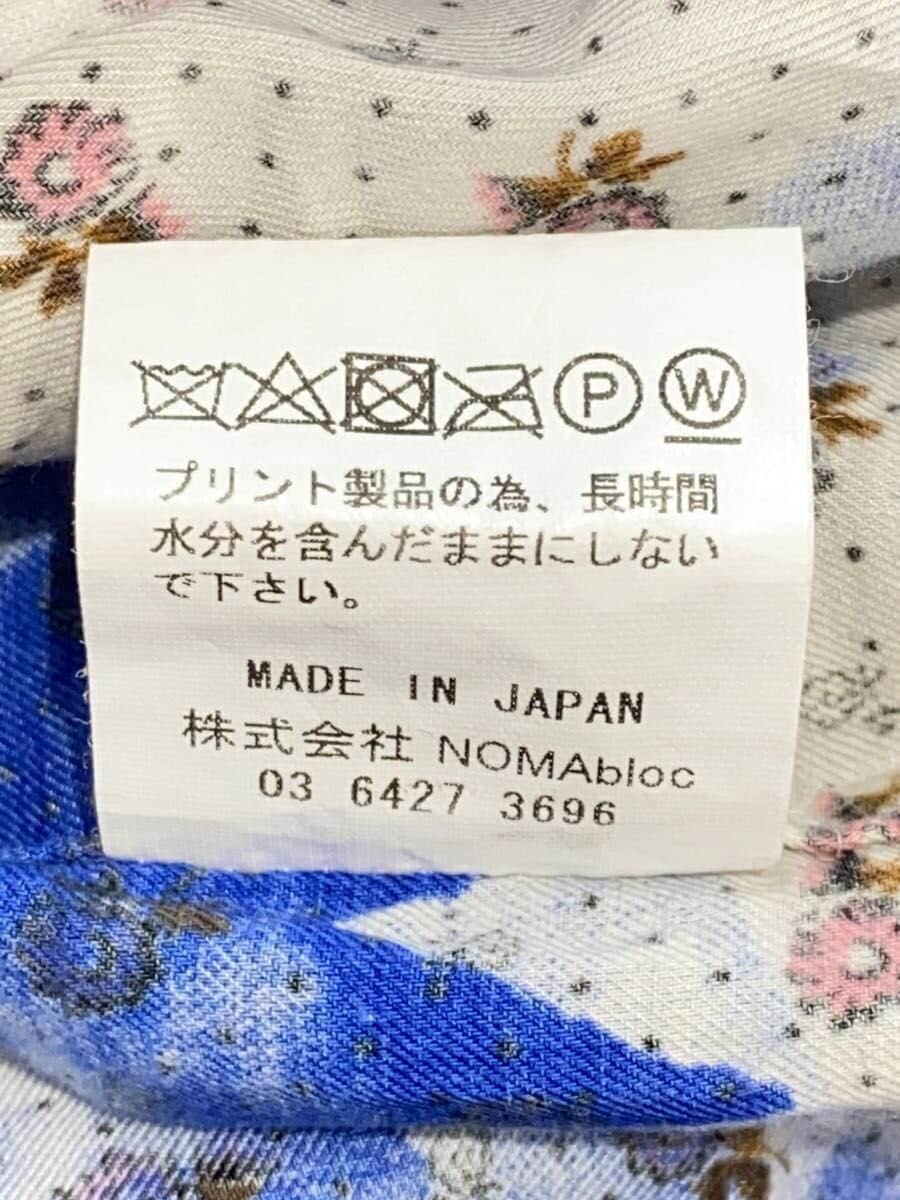 P W
プリント製品の為、長時間
水分を含んだままにしない
で下さい。
MADE IN JAPAN
株式会社 NOMAbloc
03 6427 3696